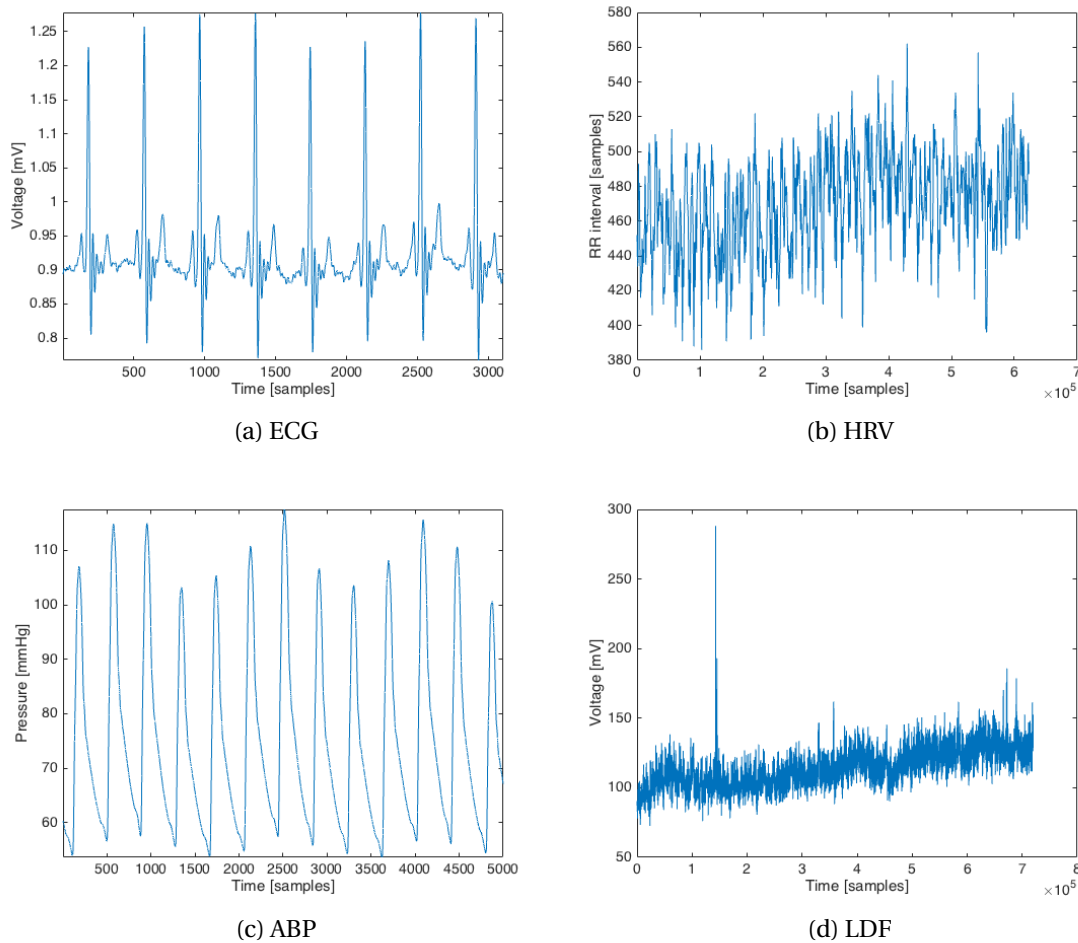 1.25
1.2
1.15
1.1
1.05
1
0.95
0.9
0.85
0.8
Voltage [mV]
500 1000 1500 2000 2500 3000
Time [samples]
(a) ECG
580
560
540
520
500
480
460
440
420
400
380
RR interval [samples]
0 1 2 3 4 5 6 7
Time [samples]
×10^5
(b) HRV
110
100
90
80
70
60
Pressure [mmHg]
500 1000 1500 2000 2500 3000 3500 4000 4500 5000
Time [samples]
(c) ABP
300
250
200
150
100
50
Voltage [mV]
0 1 2 3 4 5 6 7 8
Time [samples]
×10^5
(d) LDF